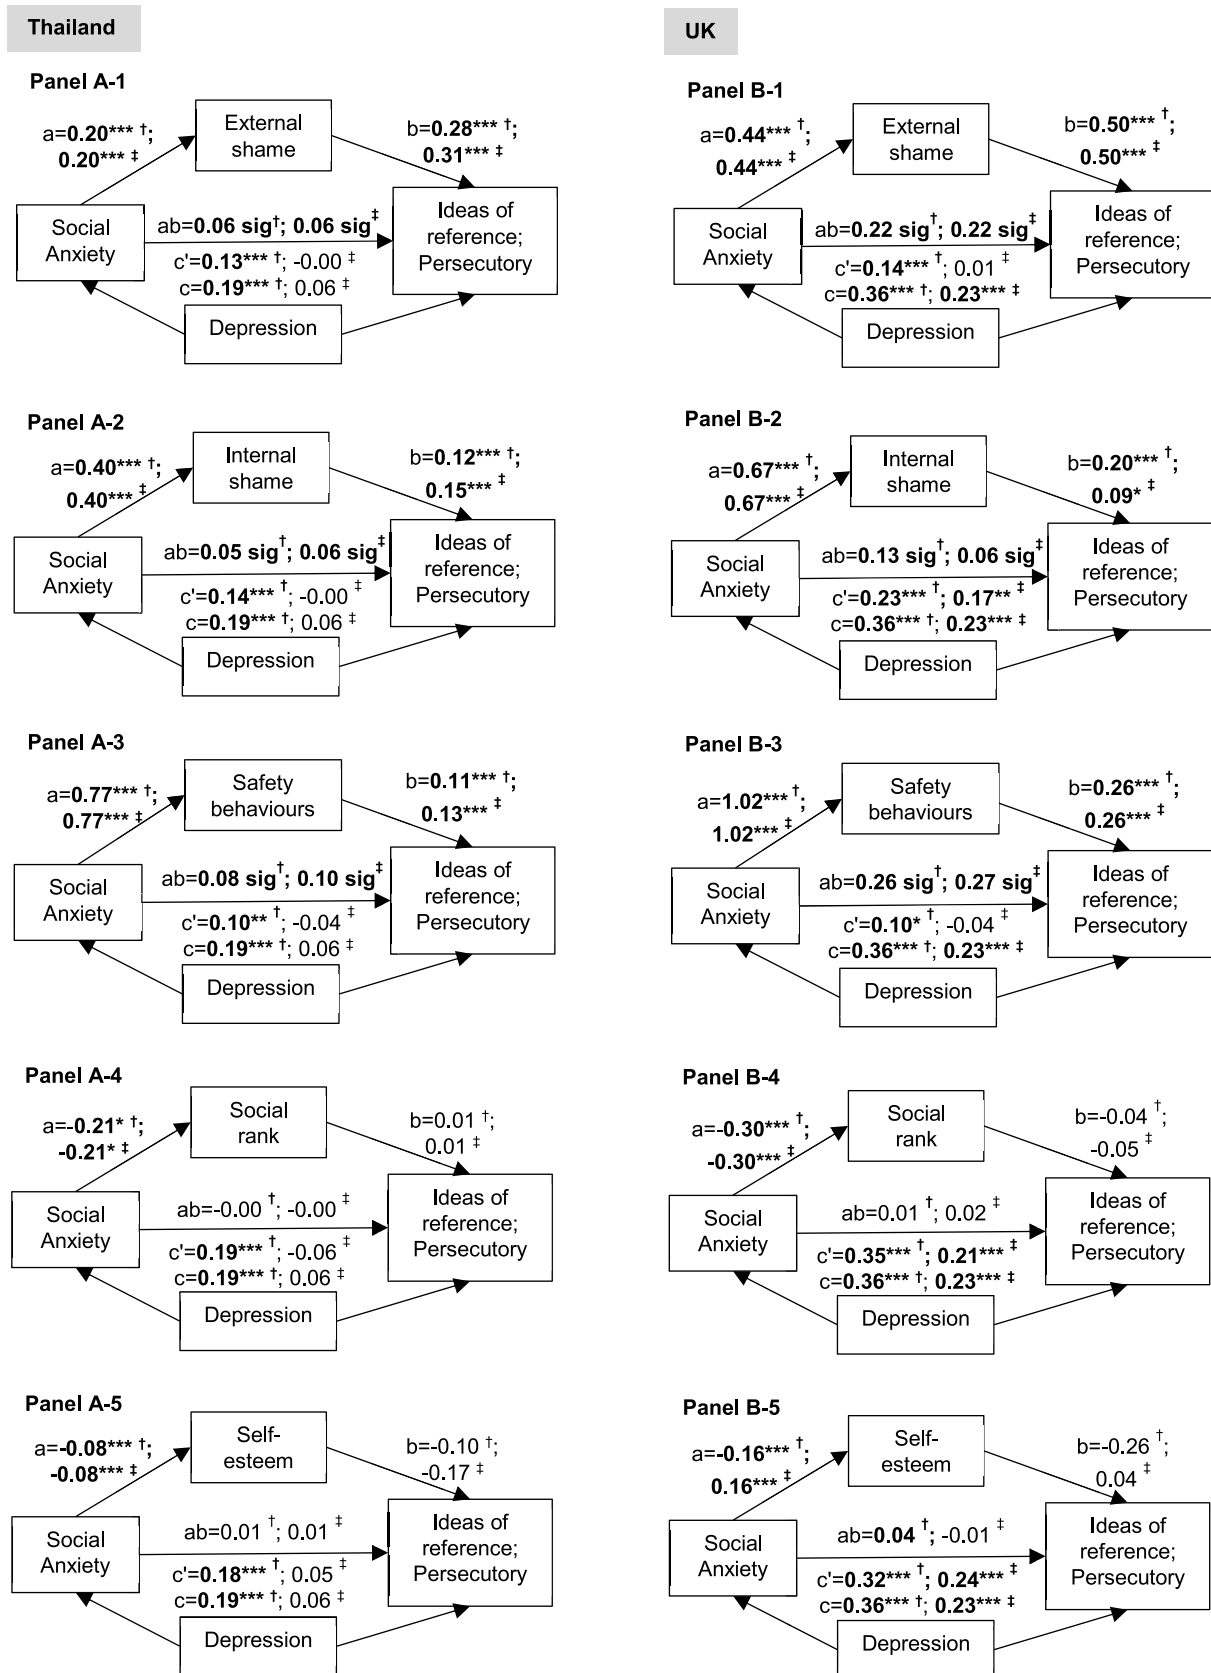 Thailand
Panel A-1
a=0.20*** †;
0.20*** ‡
External
shame
b=0.28*** †;
0.31*** ‡
Social
Anxiety
ab=0.06 sig†; 0.06 sig‡
c'=0.13*** †; -0.00 ‡
c=0.19*** †; 0.06 ‡
Ideas of
reference;
Persecutory
Depression
Panel A-2
a=0.40*** †;
0.40*** ‡
Internal
shame
b=0.12*** †;
0.15*** ‡
Social
Anxiety
ab=0.05 sig†; 0.06 sig‡
c'=0.14*** †; -0.00 ‡
c=0.19*** †; 0.06 ‡
Ideas of
reference;
Persecutory
Depression
Panel A-3
a=0.77*** †;
0.77*** ‡
Safety
behaviours
b=0.11*** †;
0.13*** ‡
Social
Anxiety
ab=0.08 sig†; 0.10 sig‡
c'=0.10** †; -0.04 ‡
c=0.19*** †; 0.06 ‡
Ideas of
reference;
Persecutory
Depression
Panel A-4
a=-0.21* †;
-0.21* ‡
Social
rank
b=0.01 †;
0.01 ‡
Social
Anxiety
ab=-0.00 †; -0.00 ‡
c'=0.19*** †; -0.06 ‡
c=0.19*** †; 0.06 ‡
Ideas of
reference;
Persecutory
Depression
Panel A-5
a=-0.08*** †;
-0.08*** ‡
Self-
esteem
b=-0.10 †;
-0.17 ‡
Social
Anxiety
ab=0.01 †; 0.01 ‡
c'=0.18*** †; 0.05 ‡
c=0.19*** †; 0.06 ‡
Ideas of
reference;
Persecutory
Depression
UK
Panel B-1
a=0.44*** †;
0.44*** ‡
External
shame
b=0.50*** †;
0.50*** ‡
Social
Anxiety
ab=0.22 sig†; 0.22 sig‡
c'=0.14*** †; 0.01 ‡
c=0.36*** †; 0.23*** ‡
Ideas of
reference;
Persecutory
Depression
Panel B-2
a=0.67*** †;
0.67*** ‡
Internal
shame
b=0.20*** †;
0.09* ‡
Social
Anxiety
ab=0.13 sig†; 0.06 sig‡
c'=0.23*** †; 0.17** ‡
c=0.36*** †; 0.23*** ‡
Ideas of
reference;
Persecutory
Depression
Panel B-3
a=1.02*** †;
1.02*** ‡
Safety
behaviours
b=0.26*** †;
0.26*** ‡
Social
Anxiety
ab=0.26 sig†; 0.27 sig‡
c'=0.10* †; -0.04 ‡
c=0.36*** †; 0.23*** ‡
Ideas of
reference;
Persecutory
Depression
Panel B-4
a=-0.30*** †;
-0.30*** ‡
Social
rank
b=-0.04 †;
-0.05 ‡
Social
Anxiety
ab=0.01 †; 0.02 ‡
c'=0.35*** †; 0.21*** ‡
c=0.36*** †; 0.23*** ‡
Ideas of
reference;
Persecutory
Depression
Panel B-5
a=-0.16*** †;
0.16*** ‡
Self-
esteem
b=-0.26 †;
0.04 ‡
Social
Anxiety
ab=0.04 †; -0.01 ‡
c'=0.32*** †; 0.24*** ‡
c=0.36*** †; 0.23*** ‡
Ideas of
reference;
Persecutory
Depression